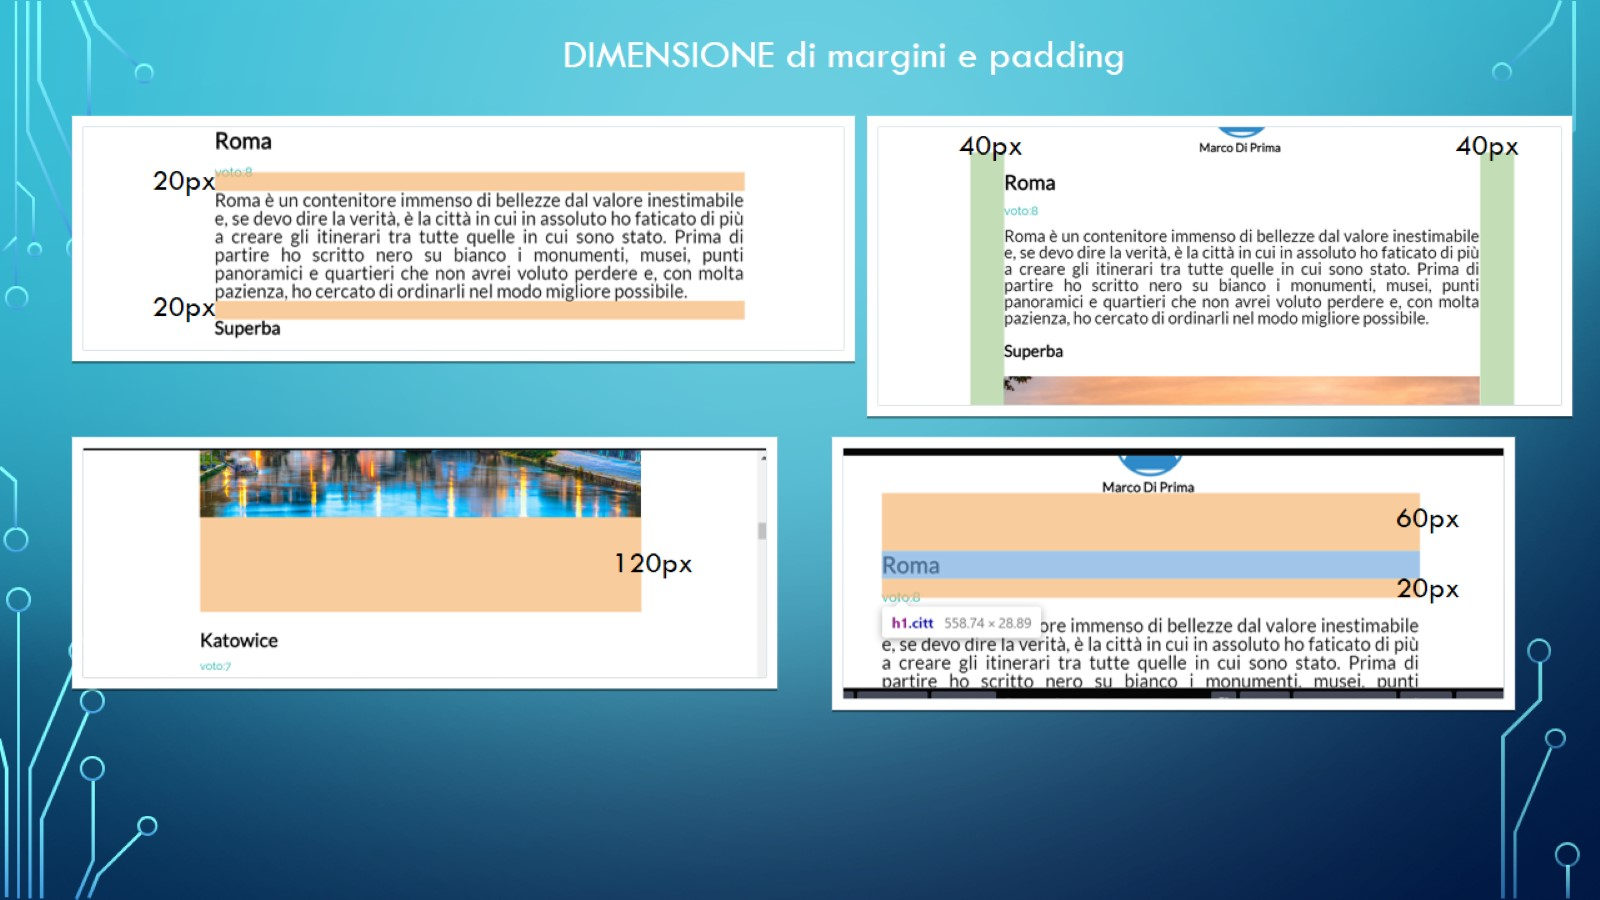 DIMENSIONE di margini e padding
Roma
voto:8
20px
Roma è un contenitore immenso di bellezze dal valore inestimabile
e, se devo dire la verità, è la città in cui in assoluto ho faticato di più
a creare gli itinerari tra tutte quelle in cui sono stato. Prima di
partire ho scritto nero su bianco i monumenti, musei, punti
panoramici e quartieri che non avrei voluto perdere e, con molta
pazienza, ho cercato di ordinarli nel modo migliore possibile.
20px
Superba
40px
40px
Marco Di Prima
Roma
voto:8
Roma è un contenitore immenso di bellezze dal valore inestimabile
e, se devo dire la verità, è la città in cui in assoluto ho faticato di più
a creare gli itinerari tra tutte quelle in cui sono stato. Prima di
partire ho scritto nero su bianco i monumenti, musei, punti
panoramici e quartieri che non avrei voluto perdere e, con molta
pazienza, ho cercato di ordinarli nel modo migliore possibile.
Superba
120px
Katowice
voto:7
Marco Di Prima
60px
Roma
20px
voto:8
h1.citt 558.74 × 28.89
ore immenso di bellezze dal valore inestimabile
e, se devo dire la verità, è la città in cui in assoluto ho faticato di più
a creare gli itinerari tra tutte quelle in cui sono stato. Prima di
partire ho scritto nero su bianco i monumenti, musei, punti